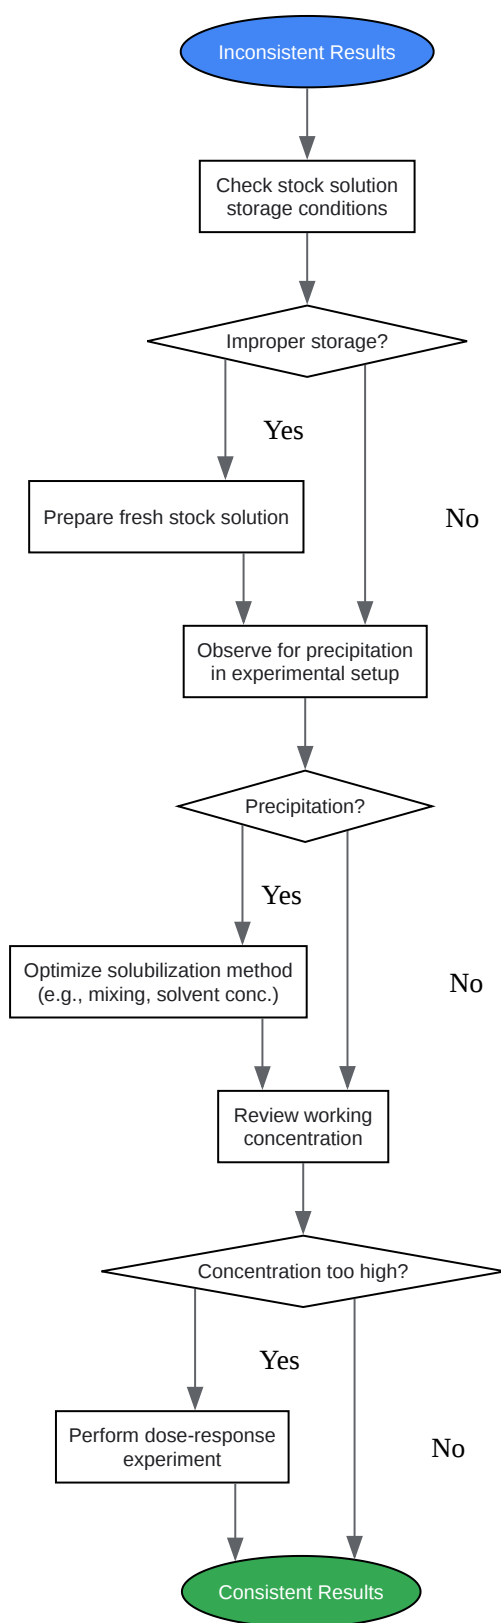 Inconsistent Results
Check stock solution
storage conditions
Improper storage?
Yes
Prepare fresh stock solution
No
Observe for precipitation
in experimental setup
Precipitation?
Yes
Optimize solubilization method
(e.g., mixing, solvent conc.)
No
Review working
concentration
Concentration too high?
Yes
Perform dose-response
experiment
No
Consistent Results